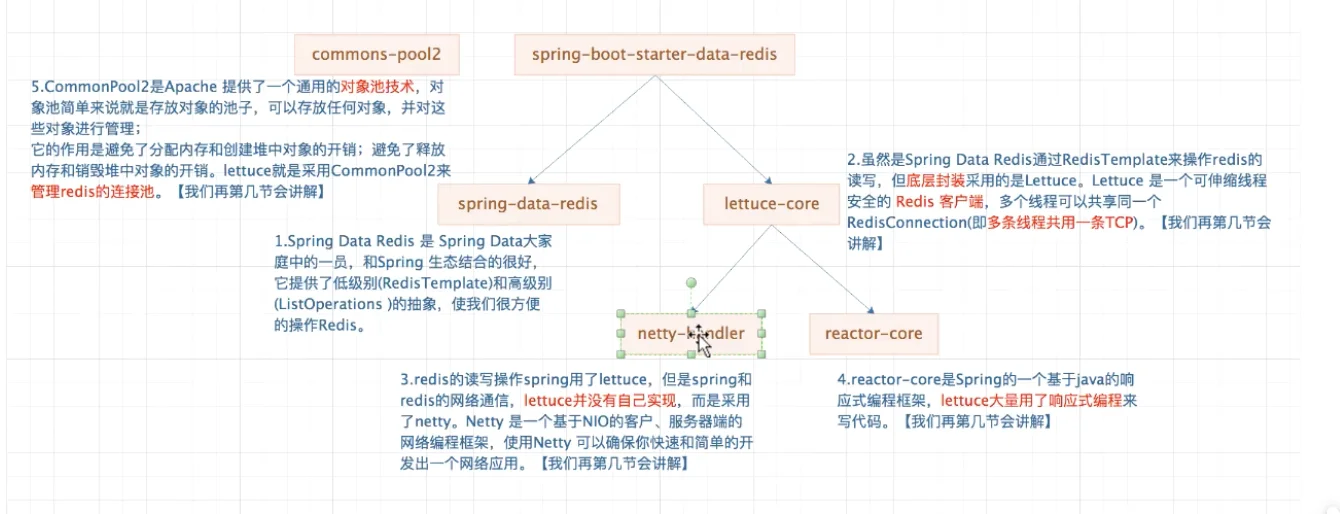 commons-pool2
spring-boot-starter-data-redis
5.CommonPool2是Apache 提供了一个通用的对象池技术，对
象池简单来说就是存放对象的池子，可以存放任何对象，并对这
些对象进行管理；
它的作用是避免了分配内存和创建堆中对象的开销；避免了释放
内存和销毁堆中对象的开销。lettuce就是采用CommonPool2来
管理redis的连接池。【我们再第几节会讲解】
spring-data-redis
lettuce-core
2.虽然是Spring Data Redis通过RedisTemplate来操作redis的
读写，但底层封装采用的是Lettuce。Lettuce 是一个可伸缩线程
安全的 Redis 客户端，多个线程可以共享同一个
RedisConnection(即多条线程共用一条TCP)。【我们再第几节会
讲解】
1.Spring Data Redis 是 Spring Data大家
庭中的一员，和Spring 生态结合的很好，
它提供了低级别(RedisTemplate)和高级别
(ListOperations )的抽象，使我们很方便
的操作Redis。
netty-handler
reactor-core
3.redis的读写操作spring用了lettuce，但是spring和
redis的网络通信，lettuce并没有自己实现，而是采用
了netty。Netty 是一个基于NIO的客户、服务器端的
网络编程框架，使用Netty 可以确保你快速和简单的开
发出一个网络应用。【我们再第几节会讲解】
4.reactor-core是Spring的一个基于java的响
应式编程框架，lettuce大量用了响应式编程来
写代码。【我们再第几节会讲解】